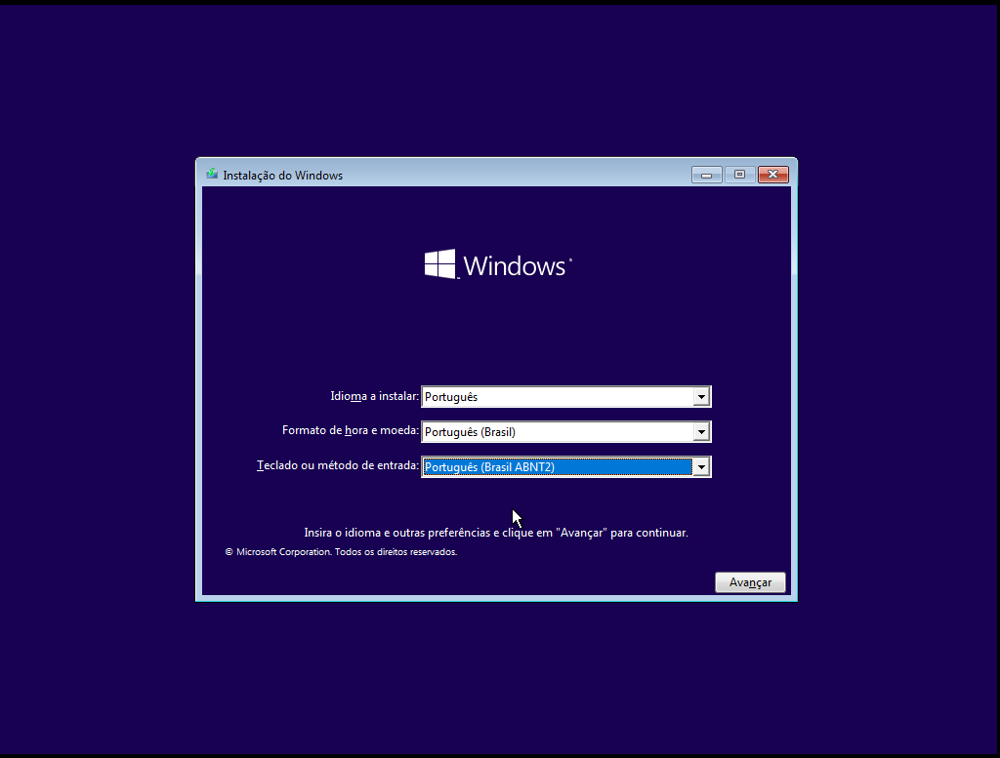 Instalação do Windows
Windows
Idioma a instalar: Português
Formato de hora e moeda: Português (Brasil)
Teclado ou método de entrada: Português (Brasil ABNT2)
Insira o idioma e outras preferências e clique em "Avançar" para continuar.
© Microsoft Corporation. Todos os direitos reservados.
Avançar